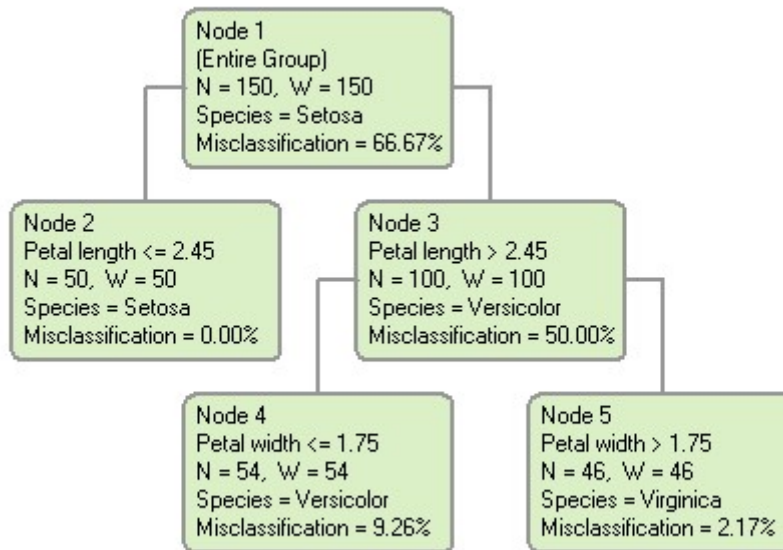 Node 1
(Entire Group)
N = 150, W = 150
Species = Setosa
Misclassification = 66.67%
Node 2
Petal length <= 2.45
N = 50, W = 50
Species = Setosa
Misclassification = 0.00%
Node 3
Petal length > 2.45
N = 100, W = 100
Species = Versicolor
Misclassification = 50.00%
Node 4
Petal width <= 1.75
N = 54, W = 54
Species = Versicolor
Misclassification = 9.26%
Node 5
Petal width > 1.75
N = 46, W = 46
Species = Virginica
Misclassification = 2.17%